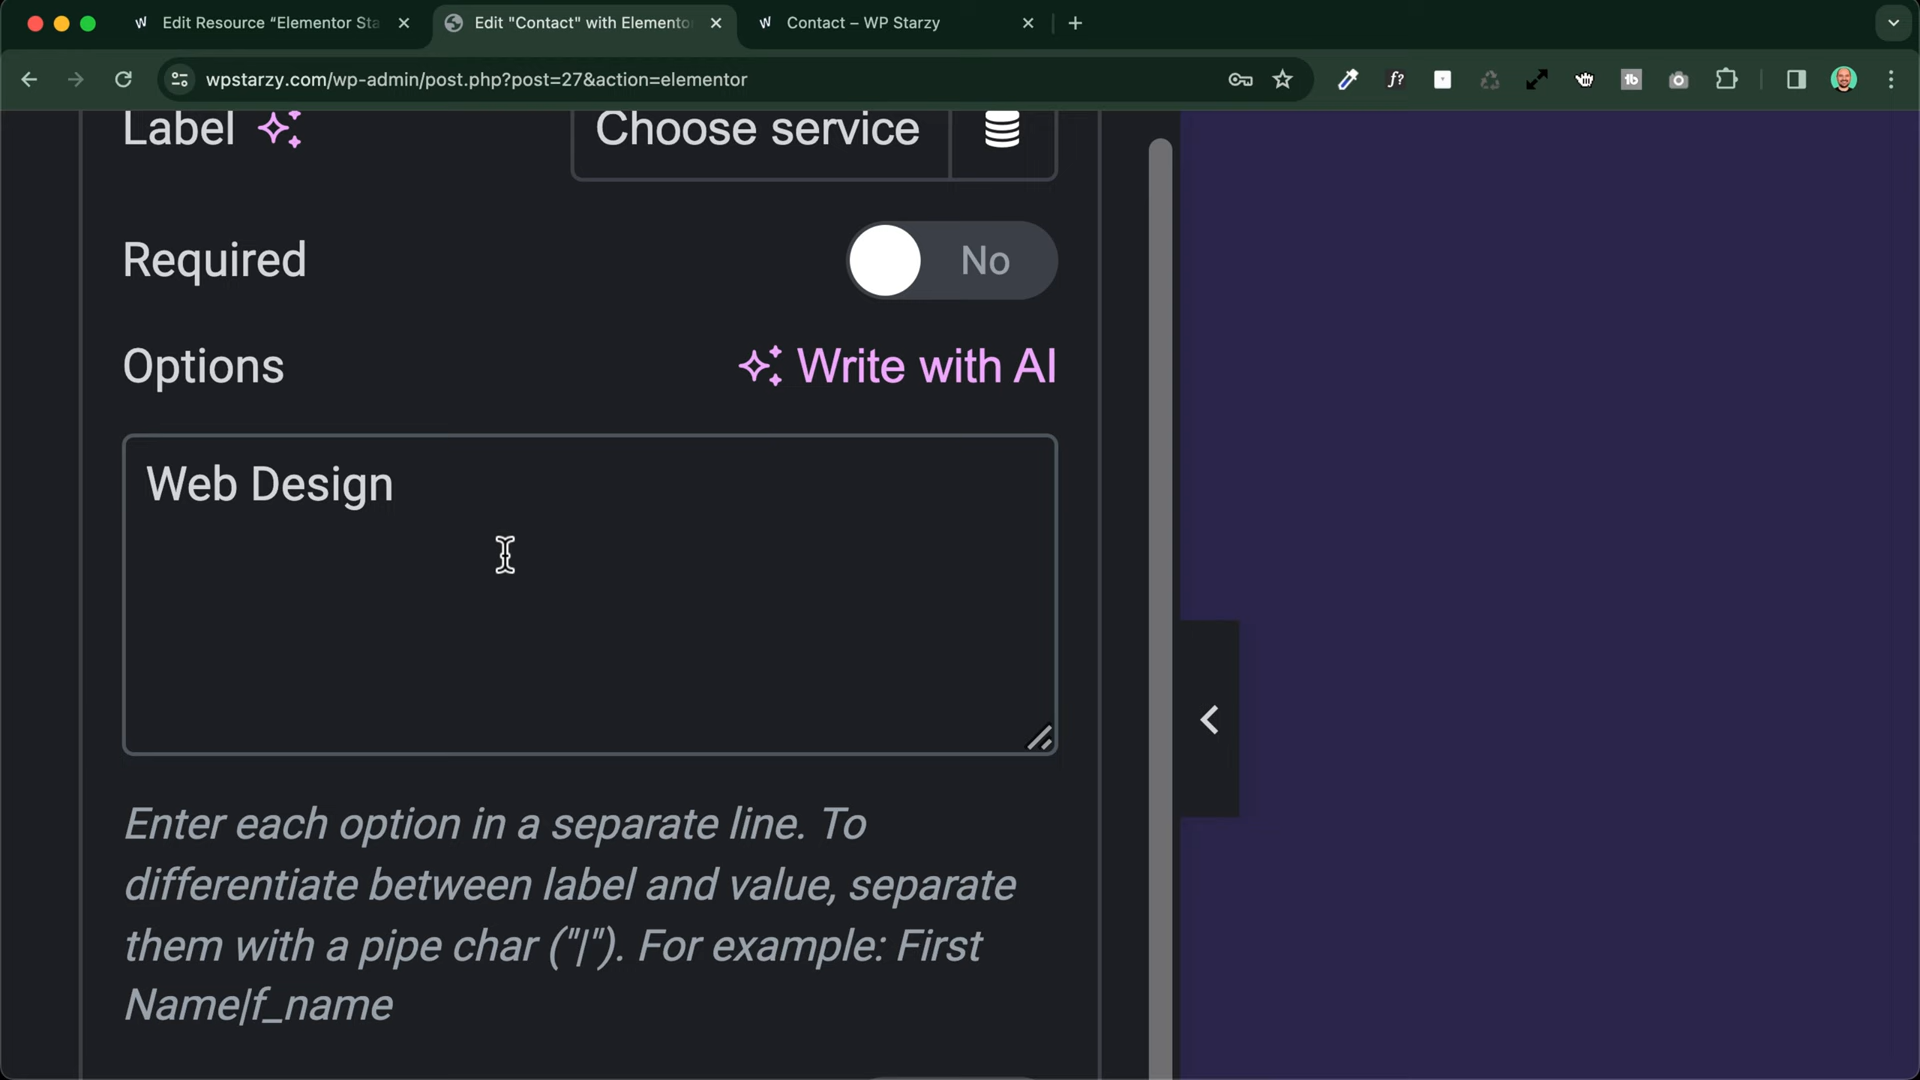 Edit Resource “Elementor Sta
Edit "Contact" with Elemento
Contact – WP Starzy
wpstarzy.com/wp-admin/post.php?post=27&action=elementor
Label
Choose service
Required
No
Options
Write with AI
Web Design
Enter each option in a separate line. To
differentiate between label and value, separate
them with a pipe char ("|"). For example: First
Name|f_name